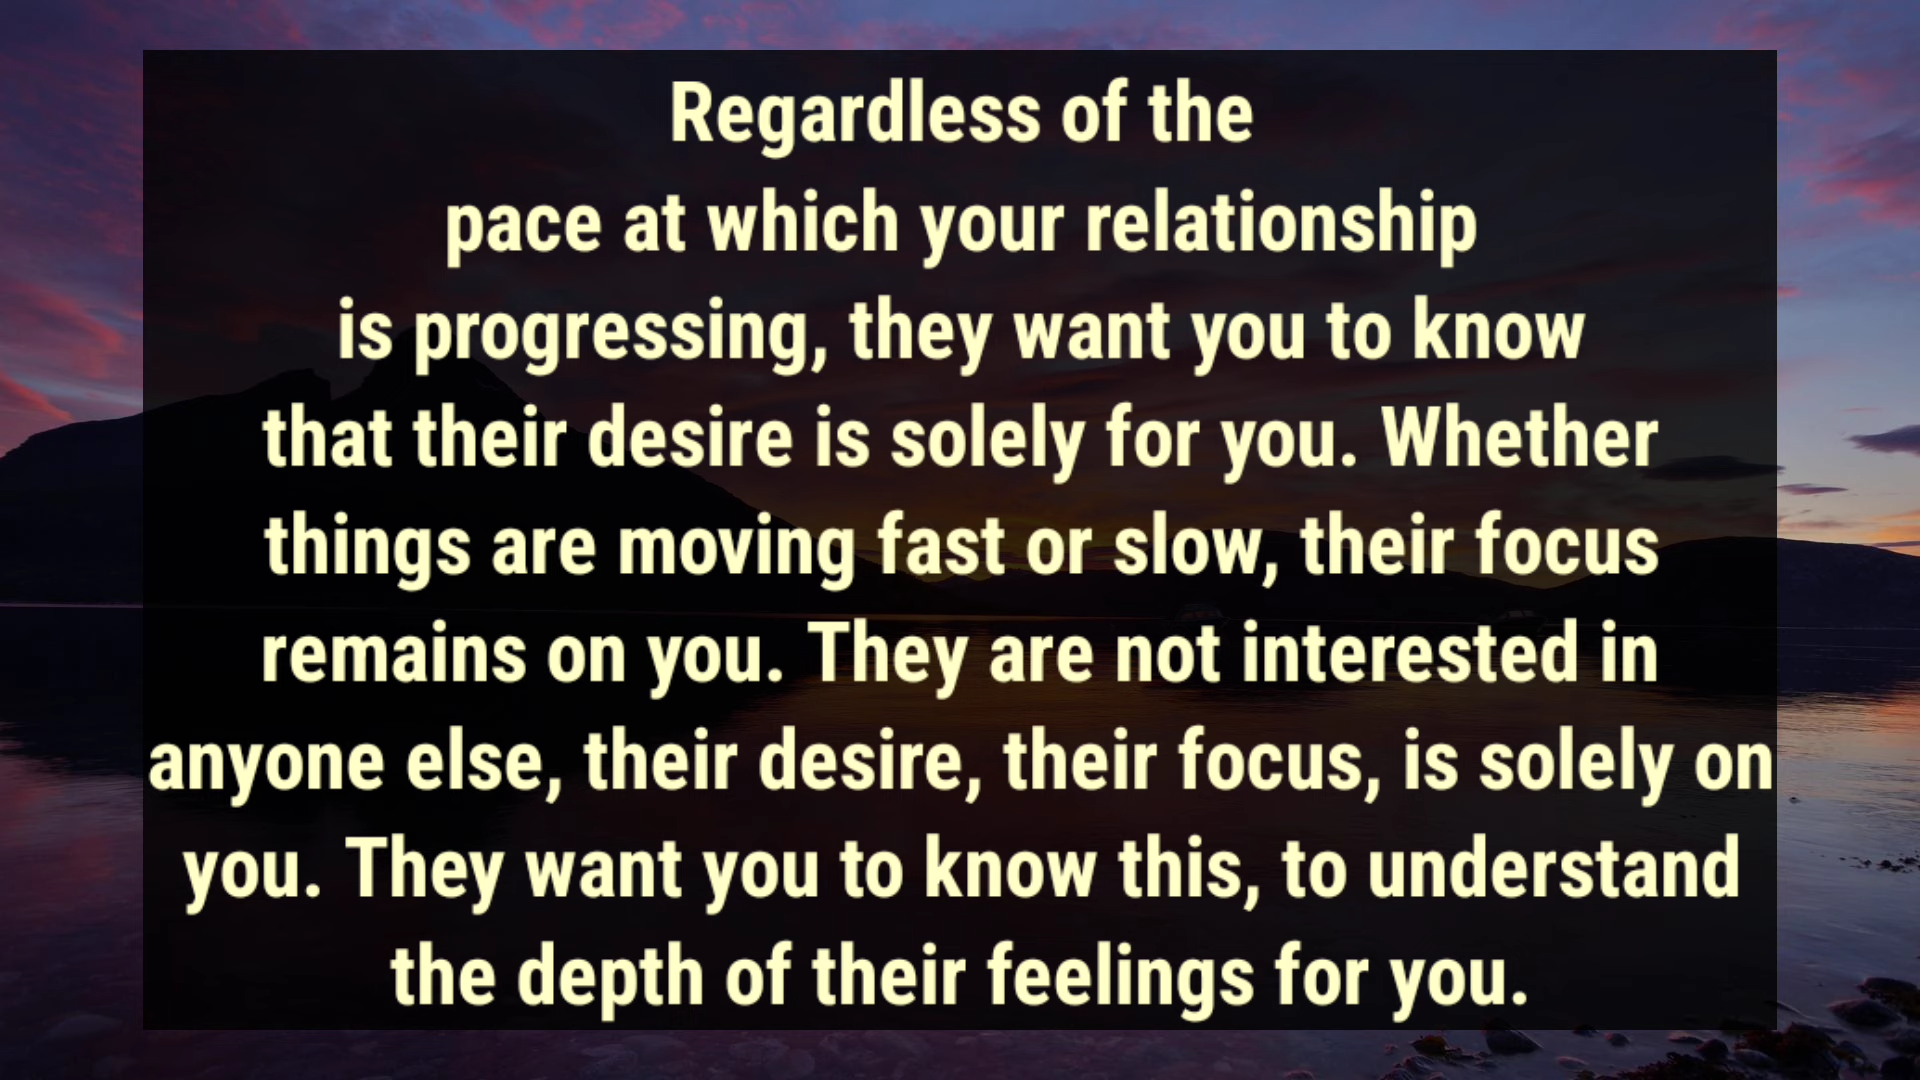 Regardless of the
pace at which your relationship
is progressing, they want you to know
that their desire is solely for you. Whether
things are moving fast or slow, their focus
remains on you. They are not interested in
anyone else, their desire, their focus, is solely on
you. They want you to know this, to understand
the depth of their feelings for you.